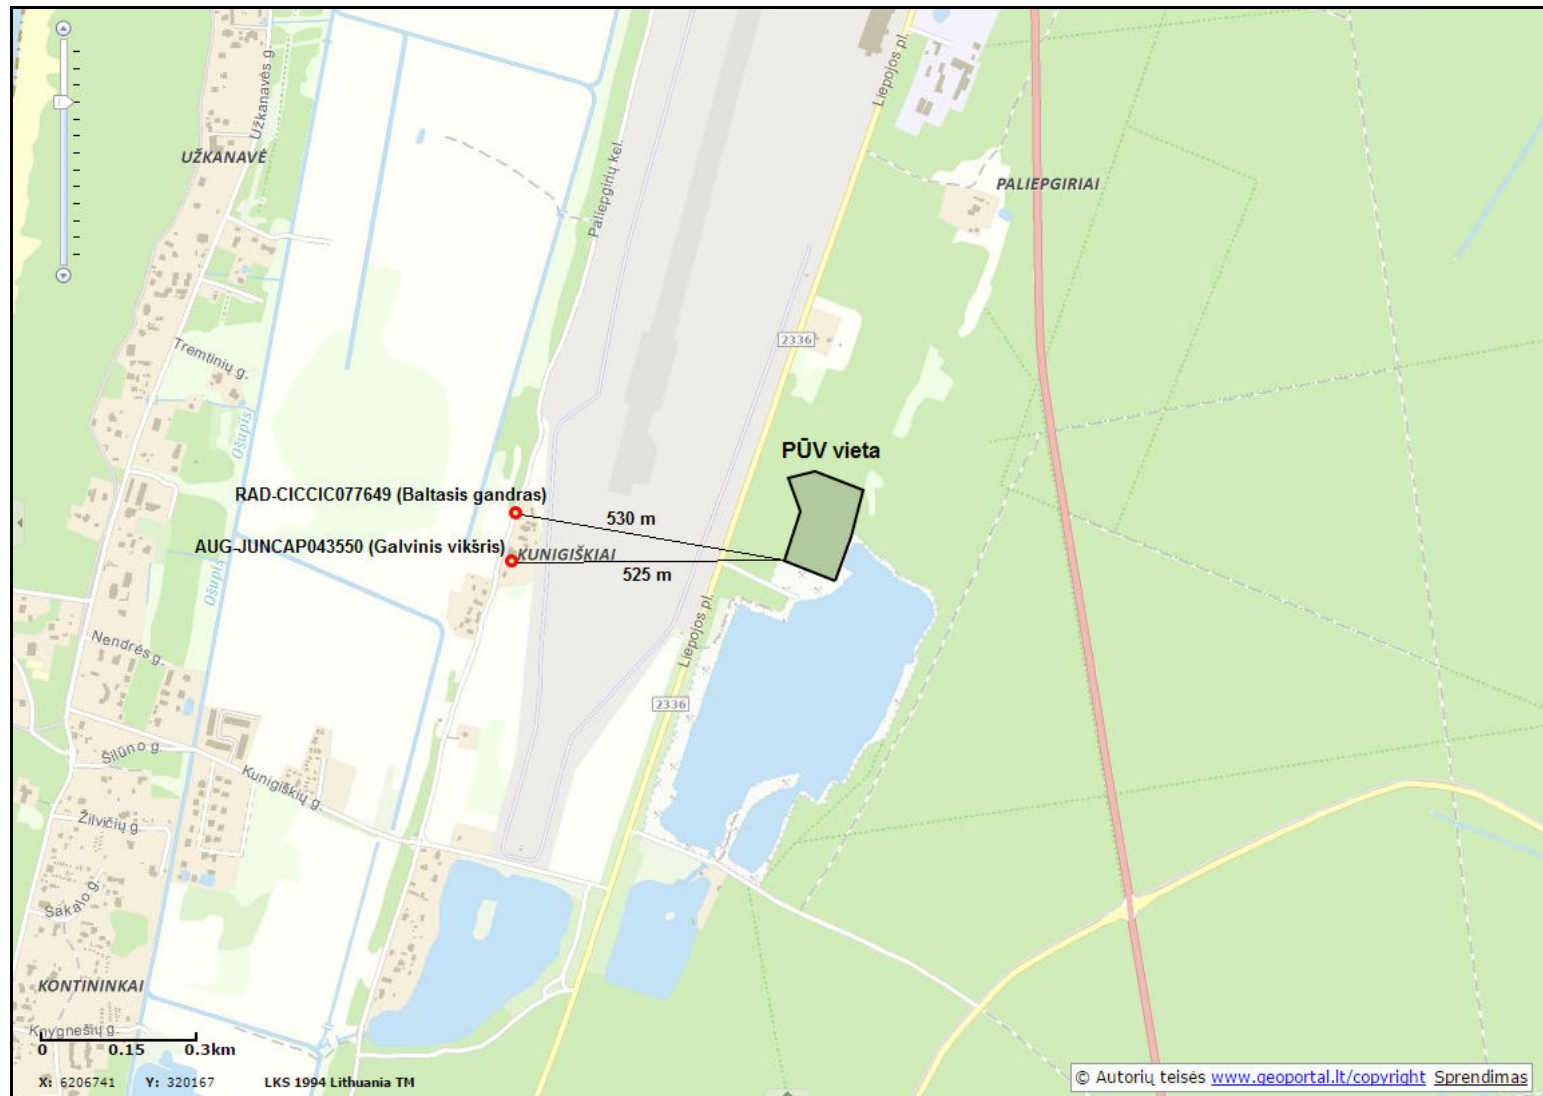 Užkanavės g.
Liepojos pl.
UŽKANAVĖ
Paliepgirių kel.
PALIEPGIRIAI
2336
Tremtinių g.
Ošupis
PŪV vieta
RAD-CICCIC077649 (Baltasis gandras)
530 m
AUG-JUNCAP043550 (Galvinis vikšris)
KUNIGIŠKIAI
525 m
Ošupis
Liepojos pl.
Nendrės g.
2336
Šilūno g.
Kunigiškių g.
Žilvičių g.
Sakalo g.
KONTININKAI
Knygnešių g.
0 0.15 0.3km
X: 6206741 Y: 320167 LKS 1994 Lithuania TM
© Autorių teisės www.geoportal.lt/copyright Sprendimas